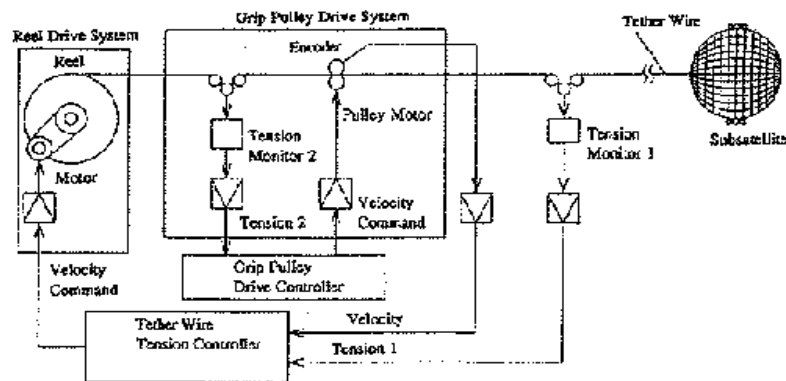 Grip Pulley Drive System
Tether Wire
Reel Drive System
Encoder
Reel
Pulley Motor
Tension
Monitor 2
Tension
Monitor 1
Subsatellite
Motor
Velocity
Command
Tension 2
Grip Pulley
Drive Controller
Velocity
Command
Velocity
Tether Wire
Tension Controller
Tension 1